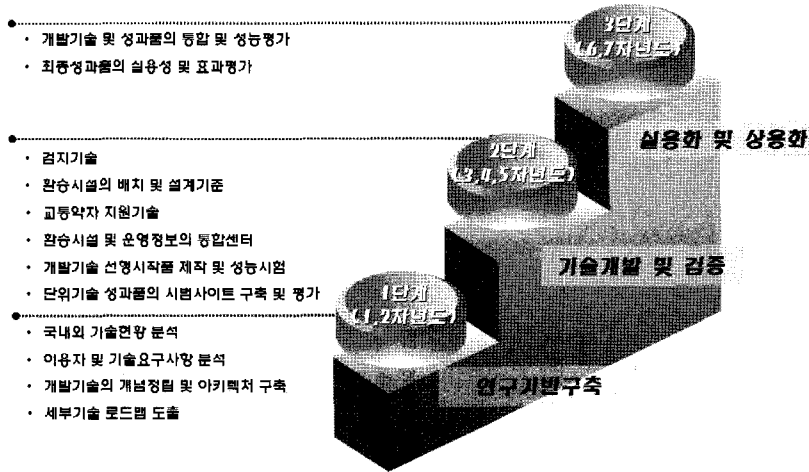 3단계
(6,7차년도)
· 개발기술 및 성과품의 통합 및 성능평가
· 최종성과품의 실용성 및 효과평가
실용화 및 상용화
2단계
(3,4,5차년도)
· 검지기술
· 환승시설의 배치 및 설계기준
· 교통약자 지원기술
· 환승시설 및 운영정보의 통합센터
· 개발기술 선행시작품 제작 및 성능시험
· 단위기술 성과품의 시범사이트 구축 및 평가
기술개발 및 검증
1단계
(1,2차년도)
· 국내외 기술현황 분석
· 이용자 및 기술요구사항 분석
· 개발기술의 개념정립 및 아키텍처 구축
· 세부기술 로드맵 도출
연구기반구축